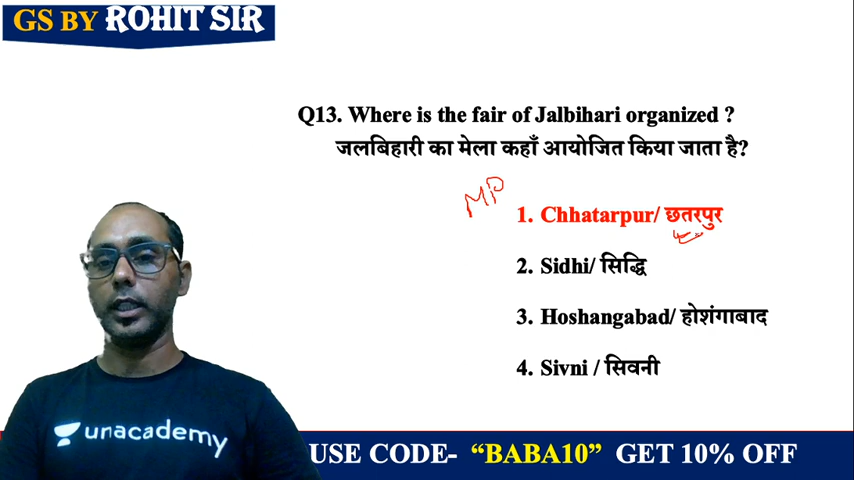 GS BY ROHIT SIR
Q13. Where is the fair of Jalbihari organized ?
जलबिहारी का मेला कहाँ आयोजित किया जाता है?
MP
1. Chhatarpur/ छतरपुर
2. Sidhi/ सिद्धि
3. Hoshangabad/ होशंगाबाद
4. Sivni / सिवनी
unacademy
USE CODE- “BABA10” GET 10% OFF